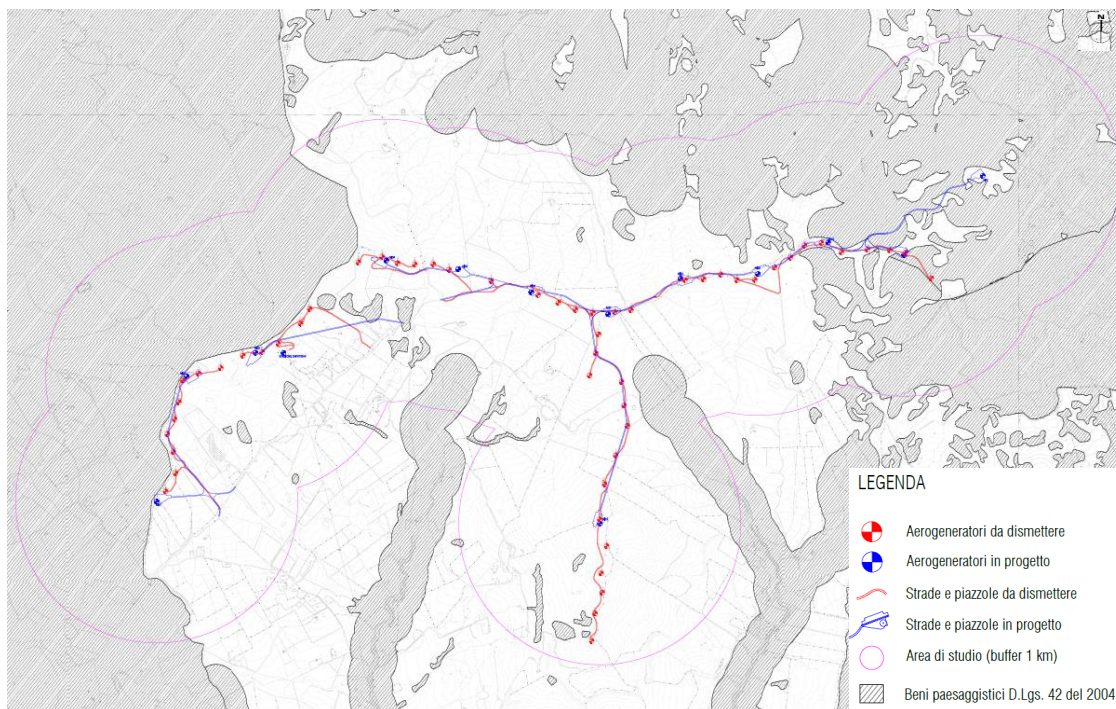 N
LEGENDA
Aerogeneratori da dismettere
Aerogeneratori in progetto
Strade e piazzole da dismettere
Strade e piazzole in progetto
Area di studio (buffer 1 km)
Beni paesaggistici D.Lgs. 42 del 2004